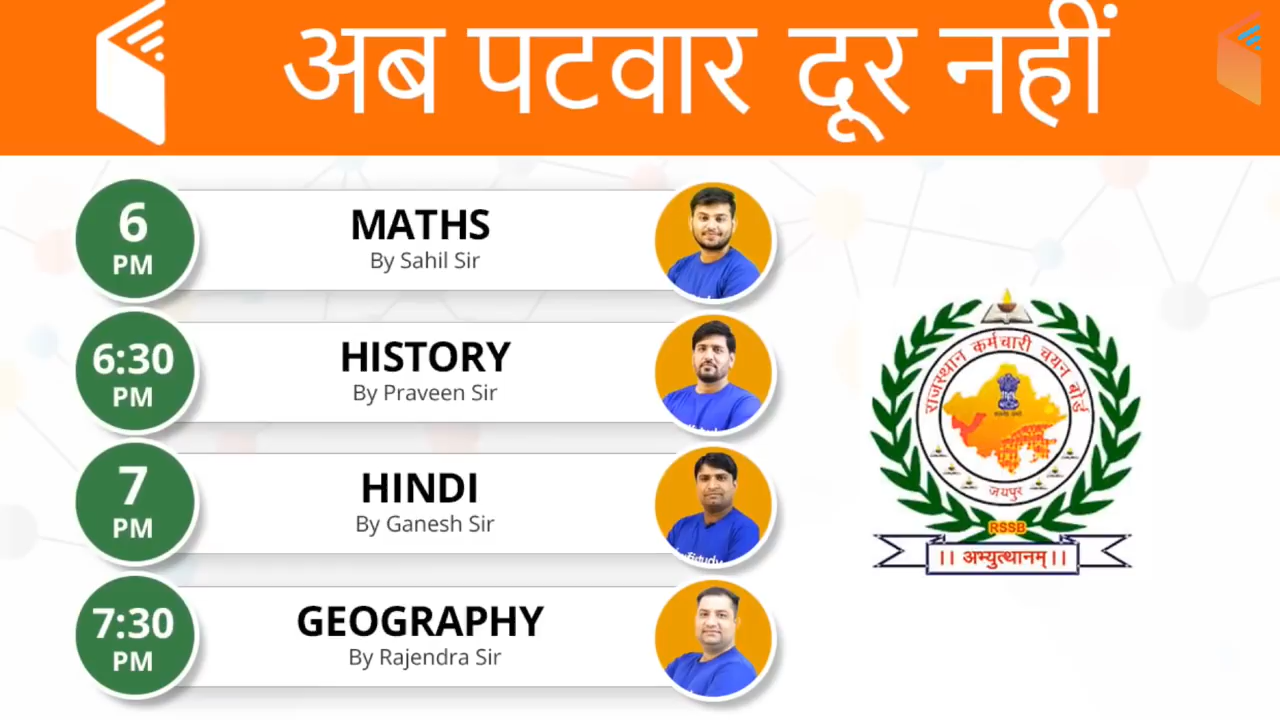 अब पटवार दूर नहीं
6
PM
MATHS
By Sahil Sir
6:30
PM
HISTORY
By Praveen Sir
7
PM
HINDI
By Ganesh Sir
7:30
PM
GEOGRAPHY
By Rajendra Sir
राजस्थान कर्मचारी चयन बोर्ड
जयपुर
RSSB
।। अभ्युत्थानम् ।।